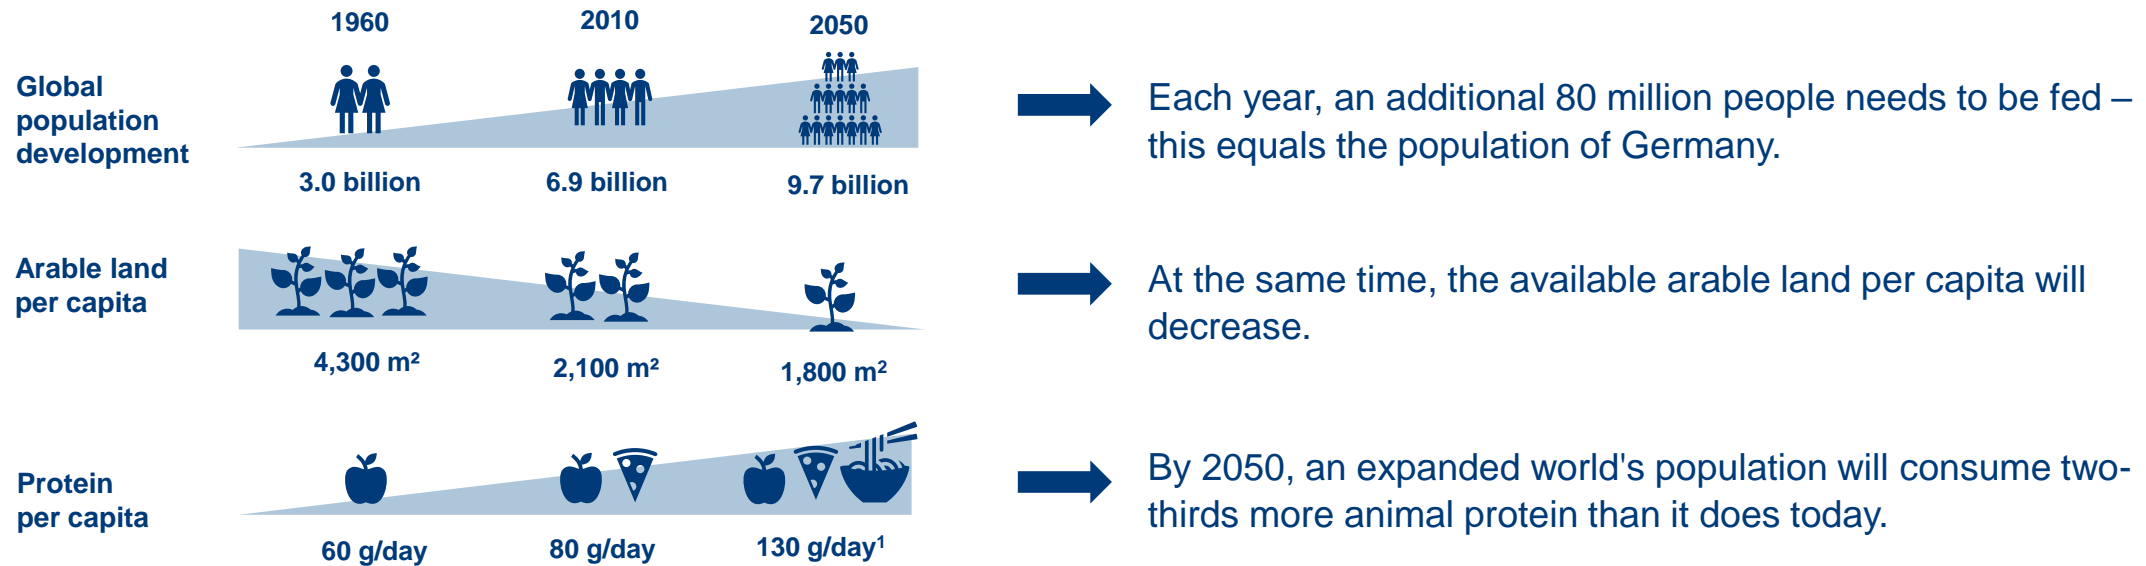 1960
2010
2050
Global
population
development
3.0 billion
6.9 billion
9.7 billion
Each year, an additional 80 million people needs to be fed –
this equals the population of Germany.
Arable land
per capita
4,300 m²
2,100 m²
1,800 m²
At the same time, the available arable land per capita will
decrease.
Protein
per capita
60 g/day
80 g/day
130 g/day¹
By 2050, an expanded world's population will consume two-
thirds more animal protein than it does today.